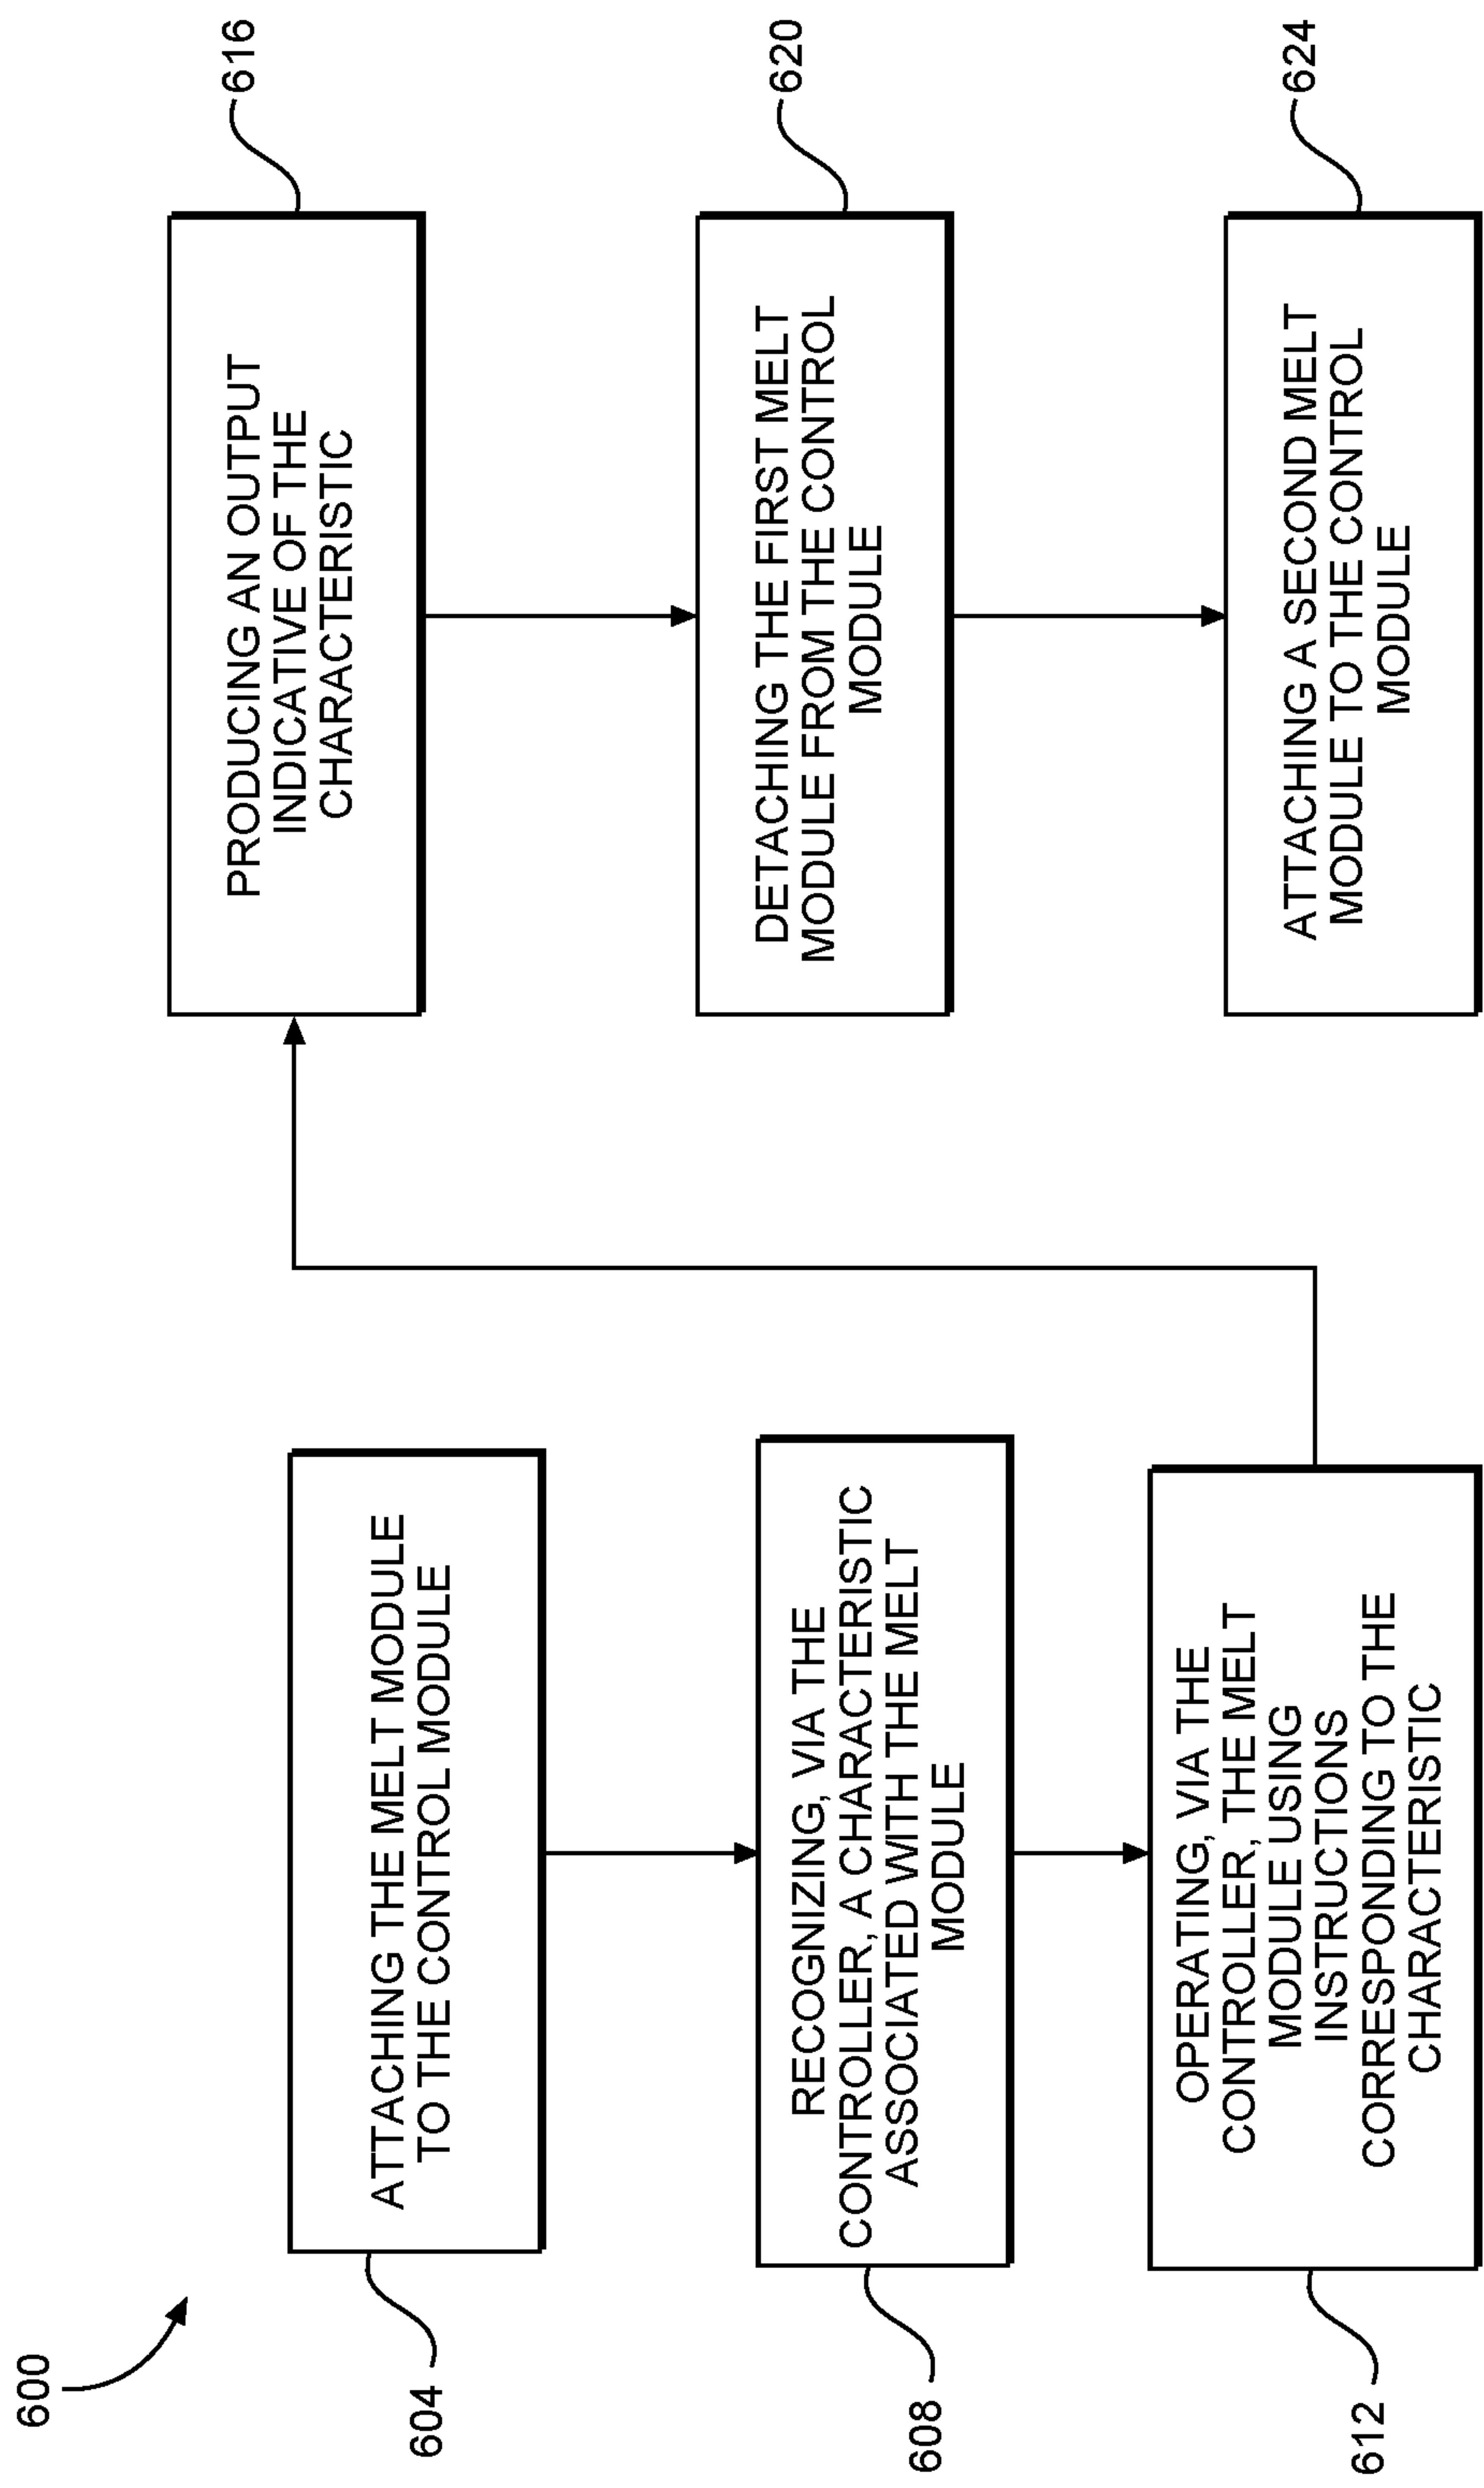 600
604
ATTACHING THE MELT MODULE
TO THE CONTROL MODULE
608
RECOGNIZING, VIA THE
CONTROLLER, A CHARACTERISTIC
ASSOCIATED WITH THE MELT
MODULE
612
OPERATING, VIA THE
CONTROLLER, THE MELT
MODULE USING
INSTRUCTIONS
CORRESPONDING TO THE
CHARACTERISTIC
616
PRODUCING AN OUTPUT
INDICATIVE OF THE
CHARACTERISTIC
620
DETACHING THE FIRST MELT
MODULE FROM THE CONTROL
MODULE
624
ATTACHING A SECOND MELT
MODULE TO THE CONTROL
MODULE